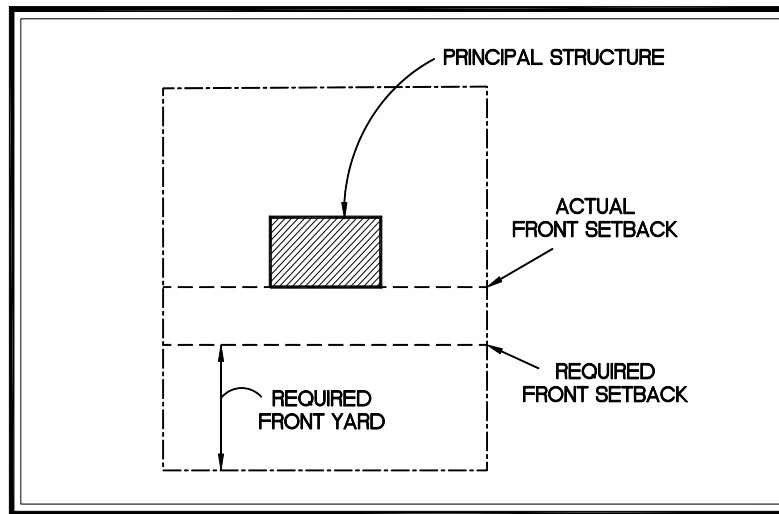 PRINCIPAL STRUCTURE
ACTUAL
FRONT SETBACK
REQUIRED
FRONT SETBACK
REQUIRED
FRONT YARD